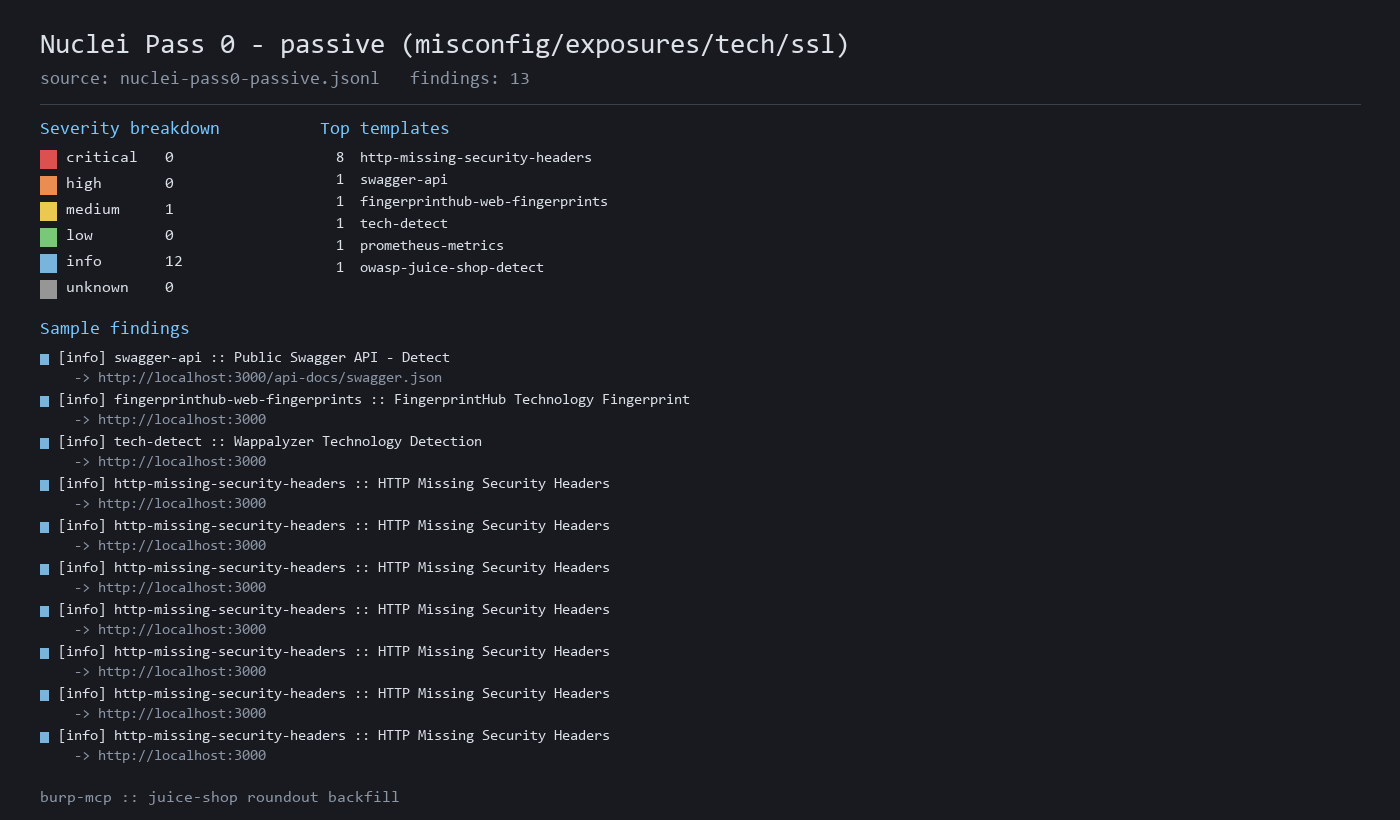 Nuclei Pass 0 - passive (misconfig/exposures/tech/ssl)
source: nuclei-pass0-passive.jsonl   findings: 13
Severity breakdown
critical   0
high   0
medium   1
low   0
info   12
unknown   0
Top templates
8  http-missing-security-headers
1  swagger-api
1  fingerprinthub-web-fingerprints
1  tech-detect
1  prometheus-metrics
1  owasp-juice-shop-detect
Sample findings
[info] swagger-api :: Public Swagger API - Detect
-> http://localhost:3000/api-docs/swagger.json
[info] fingerprinthub-web-fingerprints :: FingerprintHub Technology Fingerprint
-> http://localhost:3000
[info] tech-detect :: Wappalyzer Technology Detection
-> http://localhost:3000
[info] http-missing-security-headers :: HTTP Missing Security Headers
-> http://localhost:3000
[info] http-missing-security-headers :: HTTP Missing Security Headers
-> http://localhost:3000
[info] http-missing-security-headers :: HTTP Missing Security Headers
-> http://localhost:3000
[info] http-missing-security-headers :: HTTP Missing Security Headers
-> http://localhost:3000
[info] http-missing-security-headers :: HTTP Missing Security Headers
-> http://localhost:3000
[info] http-missing-security-headers :: HTTP Missing Security Headers
-> http://localhost:3000
[info] http-missing-security-headers :: HTTP Missing Security Headers
-> http://localhost:3000
burp-mcp :: juice-shop roundout backfill